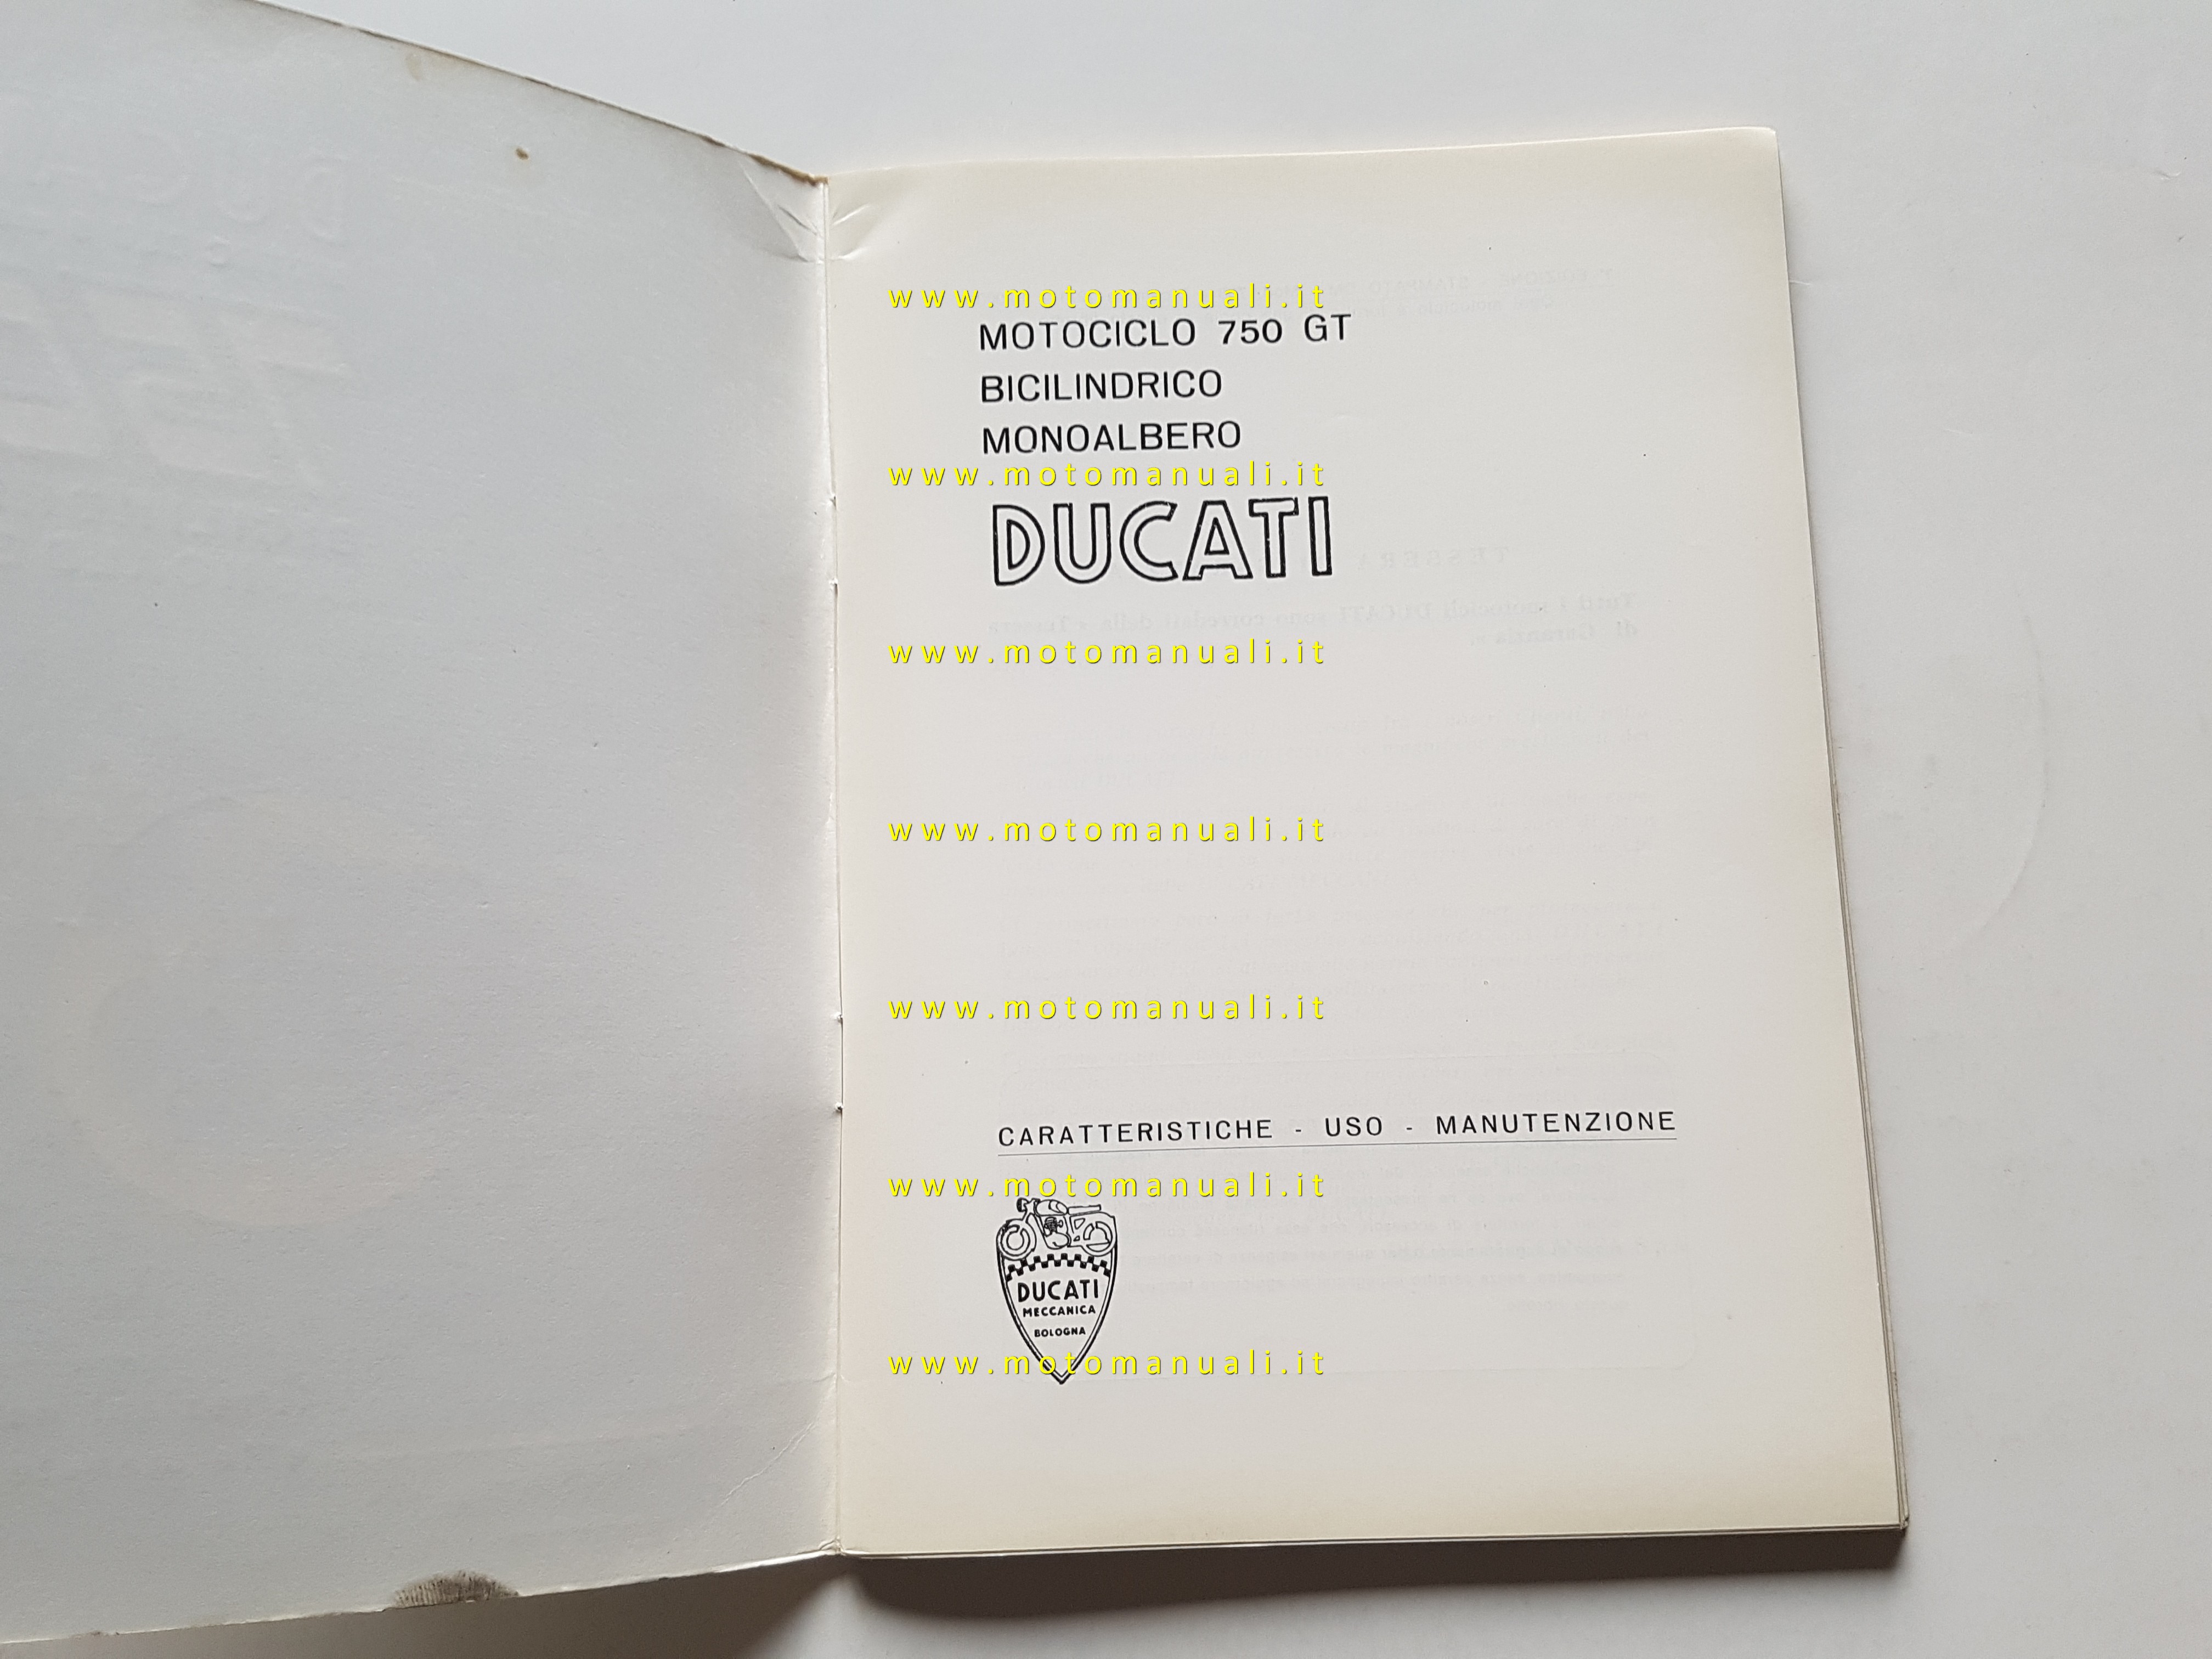 www.motomanuali.it
MOTOCICLO 750 GT
BICILINDRICO
MONOALBERO
www.motomanuali.it
DUCATI
www.motomanuali.it
www.motomanuali.it
www.motomanuali.it
CARATTERISTICHE - USO - MANUTENZIONE
www.motomanuali.it
DUCATI
MECCANICA
BOLOGNA
www.motomanuali.it